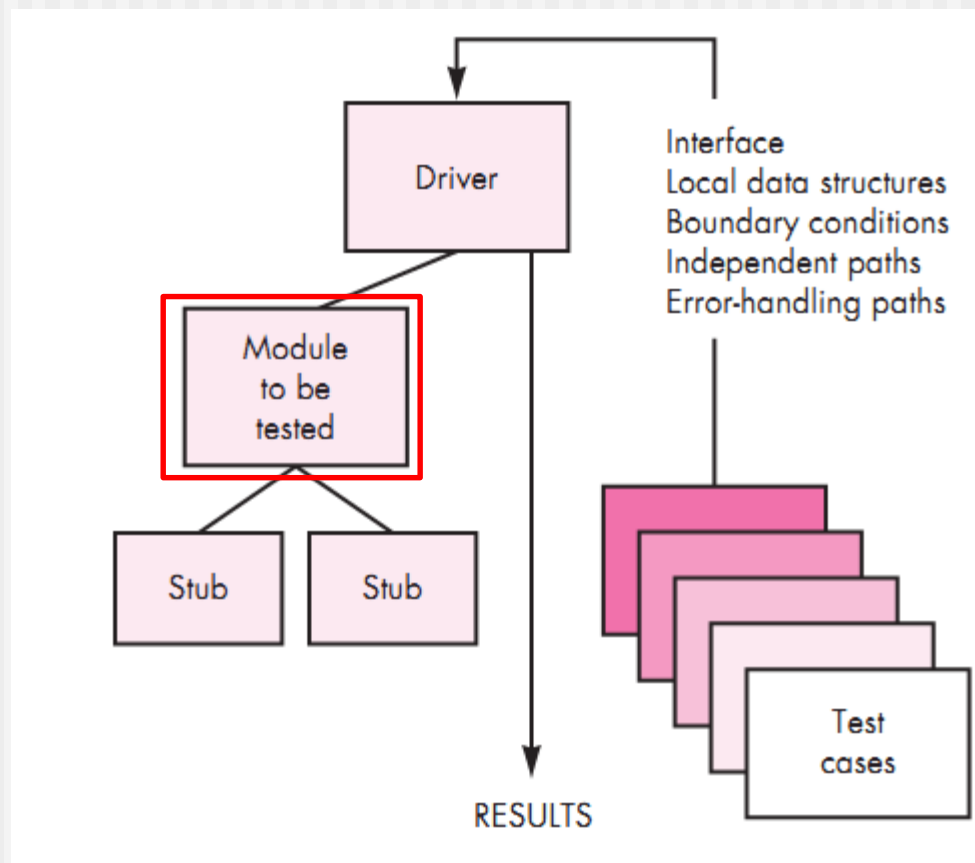 Driver
Interface
Local data structures
Boundary conditions
Independent paths
Error-handling paths
Module
to be
tested
Stub
Stub
Test
cases
RESULTS